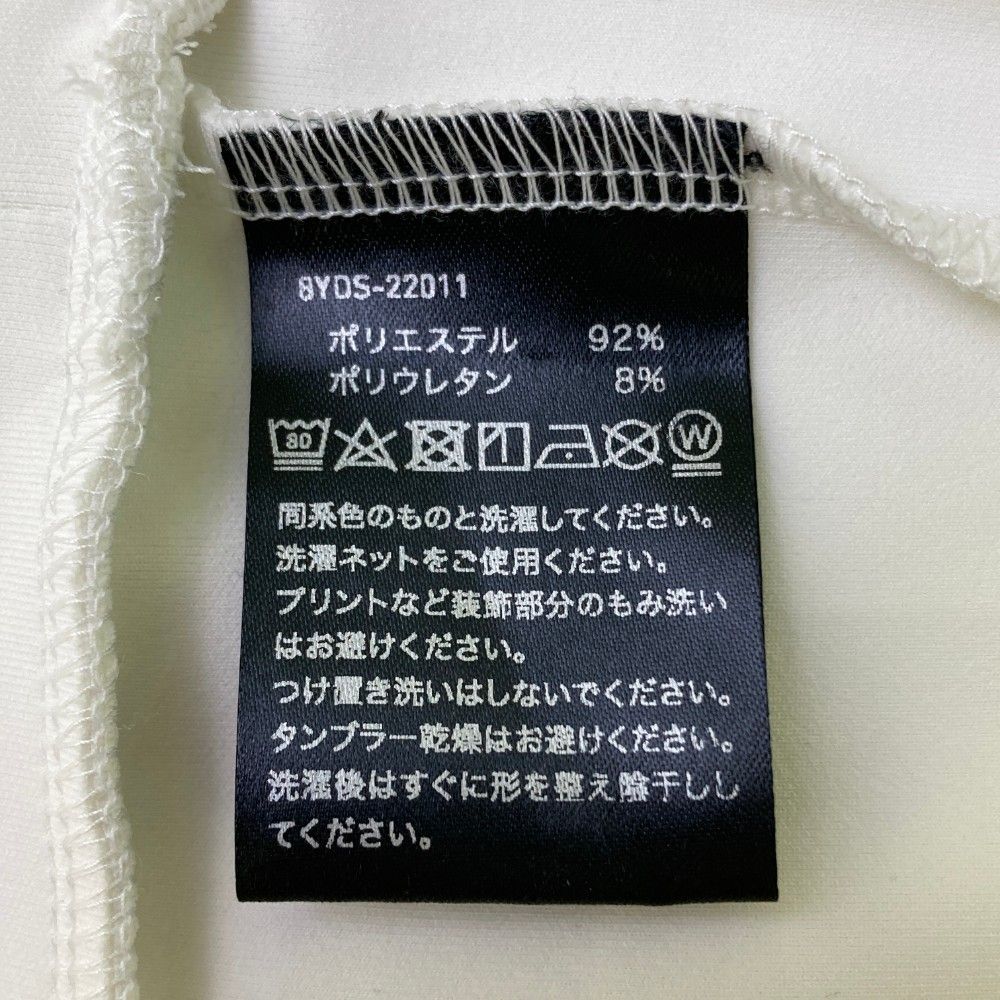 8YDS-22011
ポリエステル 92%
ポリウレタン 8%
30 W
同系色のものと洗濯してください。
洗濯ネットをご使用ください。
プリントなど装飾部分のもみ洗い
はお避けください。
つけ置き洗いはしないでください。
タンブラー乾燥はお避けください。
洗濯後はすぐに形を整え陰干しし
てください。